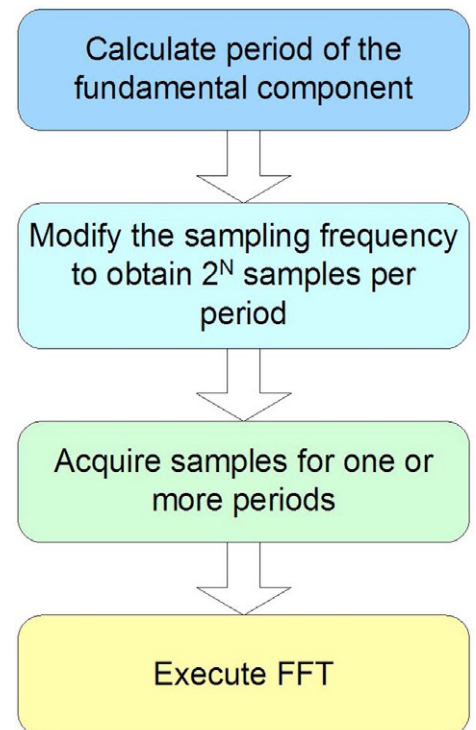 Calculate period of the
fundamental component
Modify the sampling frequency
to obtain 2ᴺ samples per
period
Acquire samples for one or
more periods
Execute FFT